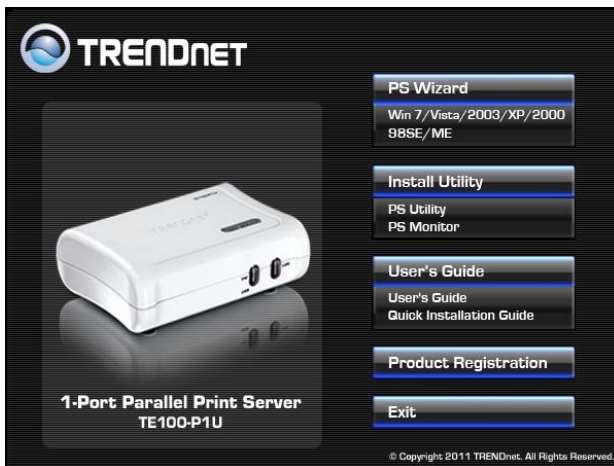 TRENDNET
PS Wizard
Win 7/Vista/2003/XP/2000
98SE/ME
Install Utility
PS Utility
PS Monitor
User's Guide
User's Guide
Quick Installation Guide
Product Registration
Exit
1-Port Parallel Print Server
TE100-P1U
© Copyright 2011 TRENDnet. All Rights Reserved.